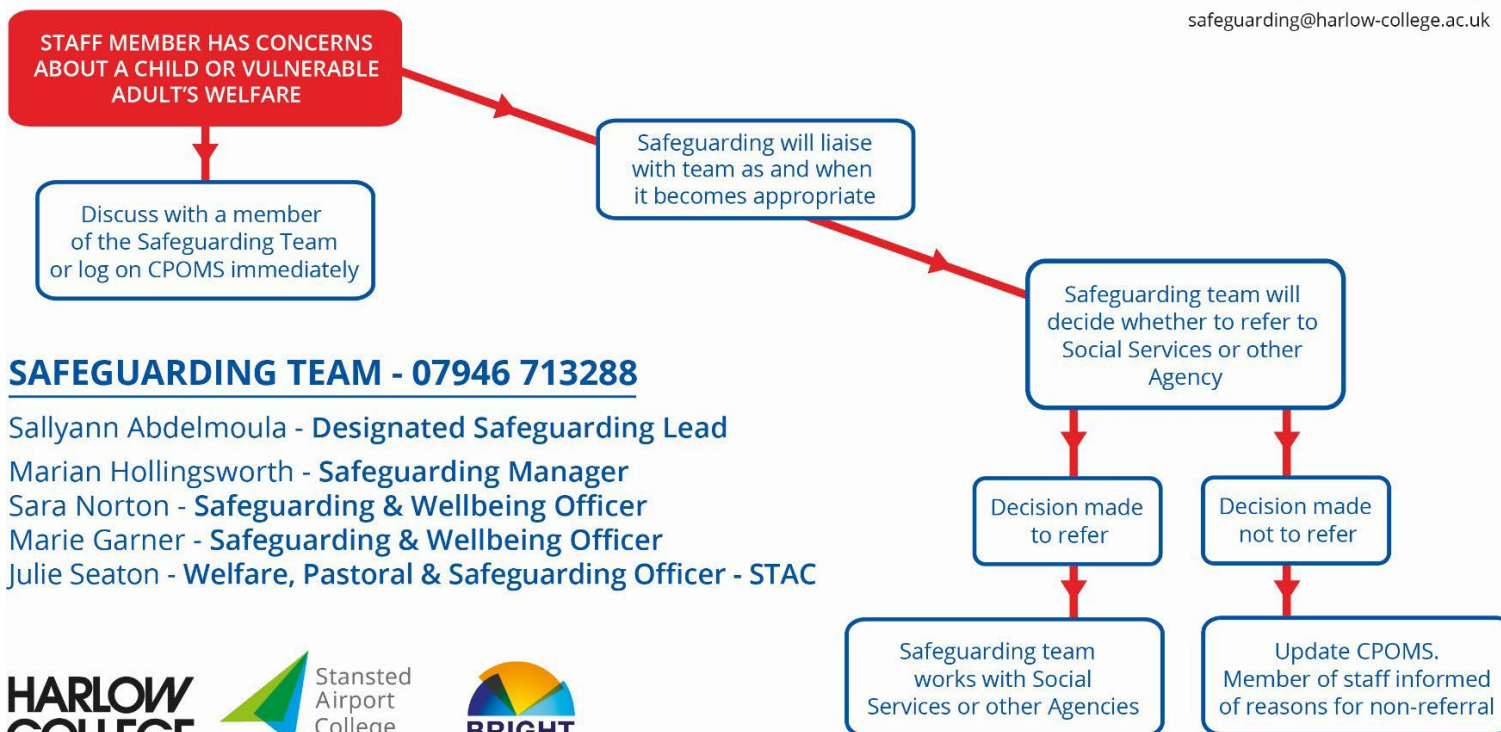 safeguarding@harlow-college.ac.uk
STAFF MEMBER HAS CONCERNS
ABOUT A CHILD OR VULNERABLE
ADULT’S WELFARE
Discuss with a member
of the Safeguarding Team
or log on CPOMS immediately
Safeguarding will liaise
with team as and when
it becomes appropriate
Safeguarding team will
decide whether to refer to
Social Services or other
Agency
Decision made
to refer
Decision made
not to refer
Safeguarding team
works with Social
Services or other Agencies
Update CPOMS.
Member of staff informed
of reasons for non-referral
SAFEGUARDING TEAM - 07946 713288
Sallyann Abdelmoula - Designated Safeguarding Lead
Marian Hollingsworth - Safeguarding Manager
Sara Norton - Safeguarding & Wellbeing Officer
Marie Garner - Safeguarding & Wellbeing Officer
Julie Seaton - Welfare, Pastoral & Safeguarding Officer - STAC
HARLOW
COLLEGE
Stansted
Airport
College
BRIGHT